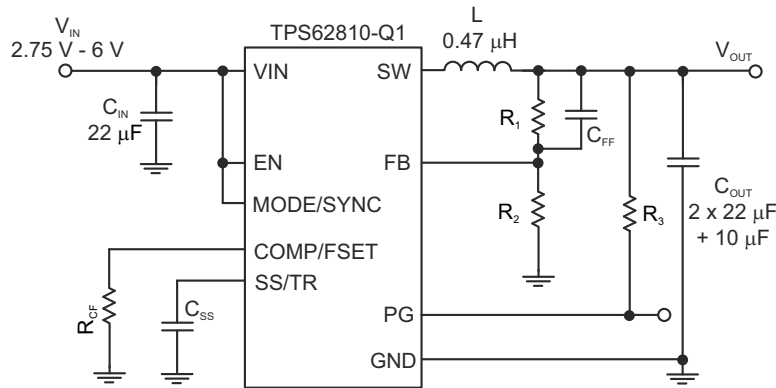 TPS62810-Q1
L
0.47 μH
V_IN
2.75 V - 6 V
V_OUT
VIN
SW
C_IN
22 μF
R_1
C_FF
EN
FB
MODE/SYNC
R_2
R_3
C_OUT
2 x 22 μF
+ 10 μF
COMP/FSET
SS/TR
R_CF
C_SS
PG
GND